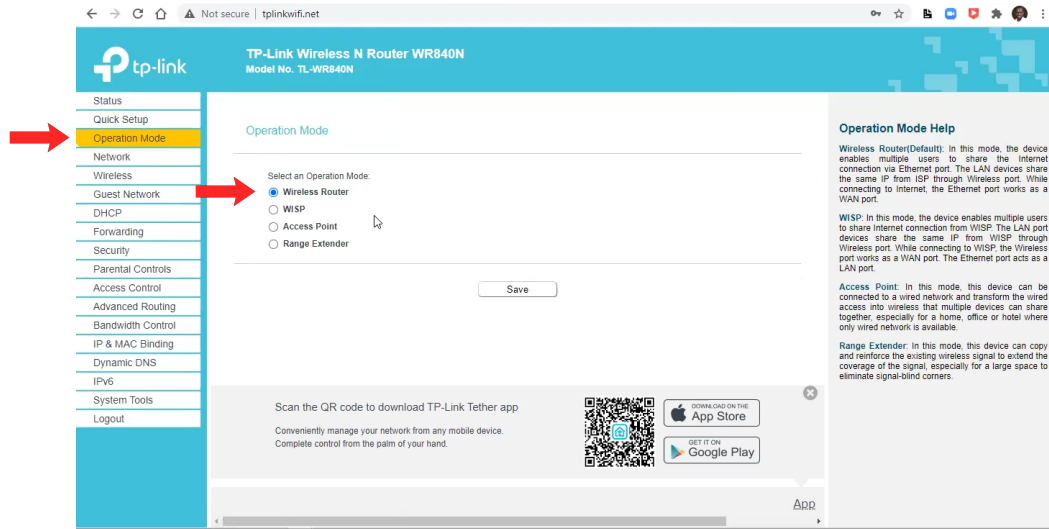 Not secure | tplinkwifi.net
tp-link
TP-Link Wireless N Router WR840N
Model No. TL-WR840N
Status
Quick Setup
Operation Mode
Network
Wireless
Guest Network
DHCP
Forwarding
Security
Parental Controls
Access Control
Advanced Routing
Bandwidth Control
IP & MAC Binding
Dynamic DNS
IPv6
System Tools
Logout
Operation Mode
Select an Operation Mode:
Wireless Router
WISP
Access Point
Range Extender
Save
Operation Mode Help
Wireless Router(Default): In this mode, the device
enables multiple users to share the Internet
connection via Ethernet port. The LAN devices share
the same IP from ISP through Wireless port. While
connecting to Internet, the Ethernet port works as a
WAN port.
WISP: In this mode, the device enables multiple users
to share Internet connection from WISP. The LAN port
devices share the same IP from WISP through
Wireless port. While connecting to WISP, the Wireless
port works as a WAN port. The Ethernet port acts as a
LAN port.
Access Point: In this mode, this device can be
connected to a wired network and transform the wired
access into wireless that multiple devices can share
together, especially for a home, office or hotel where
only wired network is available.
Range Extender: In this mode, this device can copy
and reinforce the existing wireless signal to extend the
coverage of the signal, especially for a large space to
eliminate signal-blind corners.
Scan the QR code to download TP-Link Tether app
Conveniently manage your network from any mobile device.
Complete control from the palm of your hand.
DOWNLOAD ON THE
App Store
GET IT ON
Google Play
App